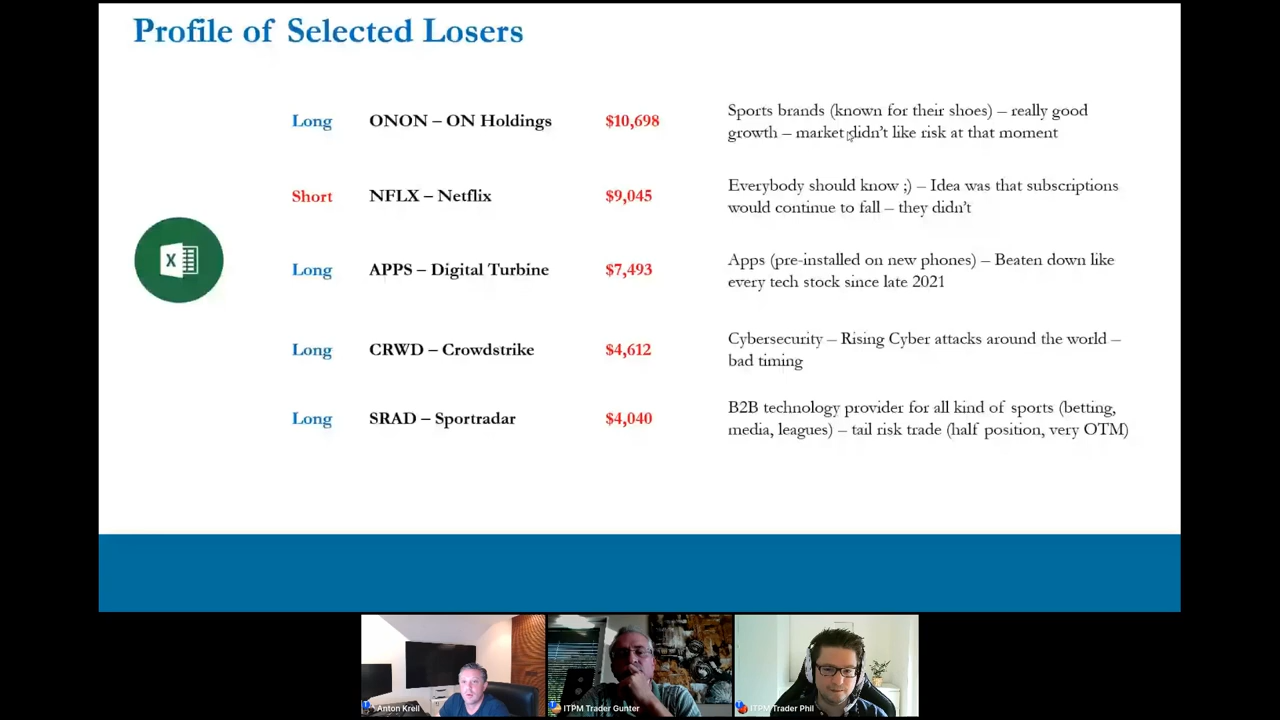 Profile of Selected Losers
Long ONON – ON Holdings $10,698 Sports brands (known for their shoes) – really good
growth – market didn't like risk at that moment
Short NFLX – Netflix $9,045 Everybody should know ;) – Idea was that subscriptions
would continue to fall – they didn't
X
Long APPS – Digital Turbine $7,493 Apps (pre-installed on new phones) – Beaten down like
every tech stock since late 2021
Long CRWD – Crowdstrike $4,612 Cybersecurity – Rising Cyber attacks around the world –
bad timing
Long SRAD – Sportradar $4,040 B2B technology provider for all kind of sports (betting,
media, leagues) – tail risk trade (half position, very OTM)
Anton Kreil ITPM Trader Gunter ITPM Trader Phil